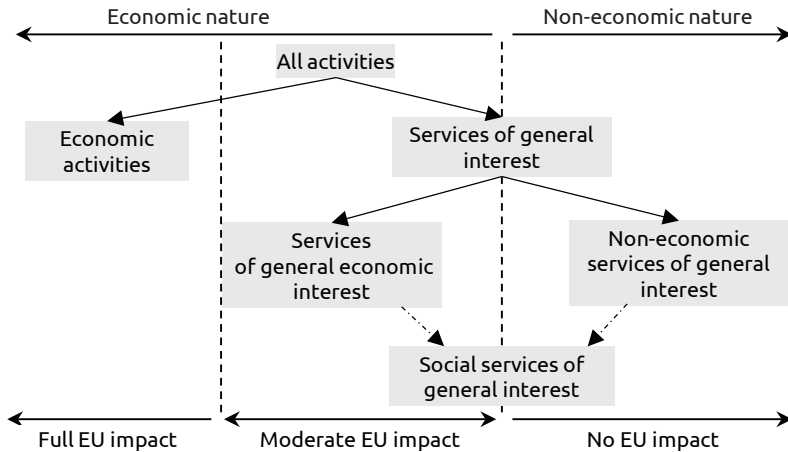 Economic nature
Non-economic nature
All activities
Economic
activities
Services of general
interest
Services
of general economic
interest
Non-economic
services of general
interest
Social services of
general interest
Full EU impact
Moderate EU impact
No EU impact